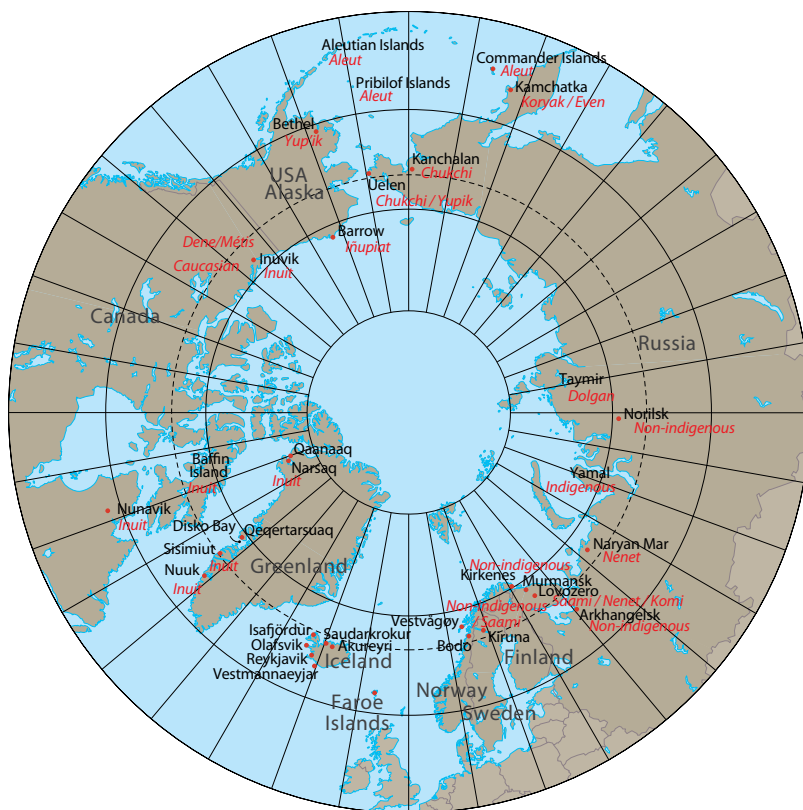 Aleutian Islands
Aleut
Commander Islands
Aleut
Pribilof Islands
Aleut
Kamchatka
Koryak / Even
Bethel
Yup'ik
Kanchalan
Chukchi
USA
Alaska
Uelen
Chukchi / Yupik
Barrow
Iñupiat
Dene/Métis
Caucasian
Inuvik
Inuit
Canada
Russia
Taymir
Dolgan
Norilsk
Non-indigenous
Qaanaaq
Narsaq
Inuit
Baffin
Island
Inuit
Yamal
Indigenous
Nunavik
Inuit
Disko Bay
Qeqertarsuaq
Sisimiut
Inuit
Nuuk
Inuit
Greenland
Naryan Mar
Nenet
Non-indigenous
Kirkenes
Murmansk
Lovozero
Saami / Nenet / Komi
Arkhangelsk
Non-indigenous
Non-indigenous
/ Saami
Vestvågøy
Bodö
Kiruna
Finland
Isafjördur
Saudarkrokur
Olafsvik
Akureyri
Reykjavik
Iceland
Vestmannaeyjar
Faroe
Islands
Norway
Sweden